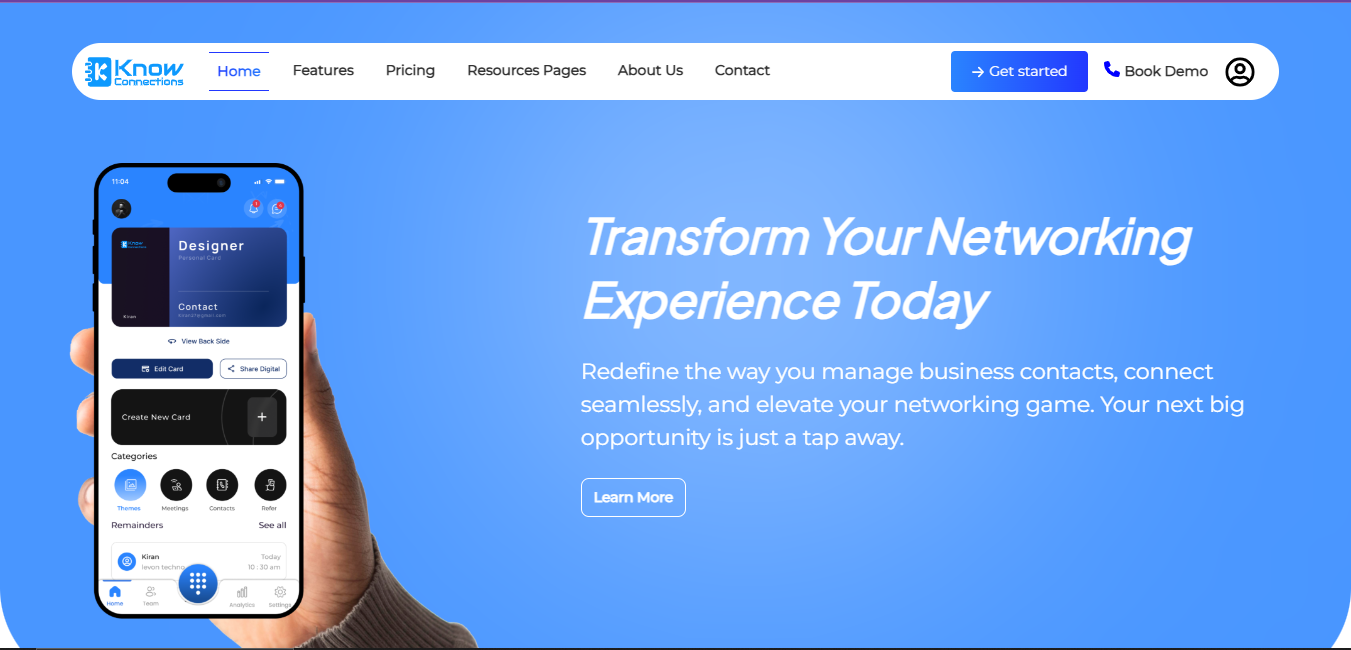 Know
Connections
Home
Features
Pricing
Resources Pages
About Us
Contact
Get started
Book Demo
11:04
Know
Designer
Personal Card
Contact
Kiran
View Back Side
Edit Card
Share Digital
Create New Card
Categories
Themes
Meetings
Contacts
Refer
Remainders
See all
Kiran
Today
levon techno
10 : 30 am
Home
Team
Analytics
Settings
Transform Your Networking
Experience Today
Redefine the way you manage business contacts, connect
seamlessly, and elevate your networking game. Your next big
opportunity is just a tap away.
Learn More